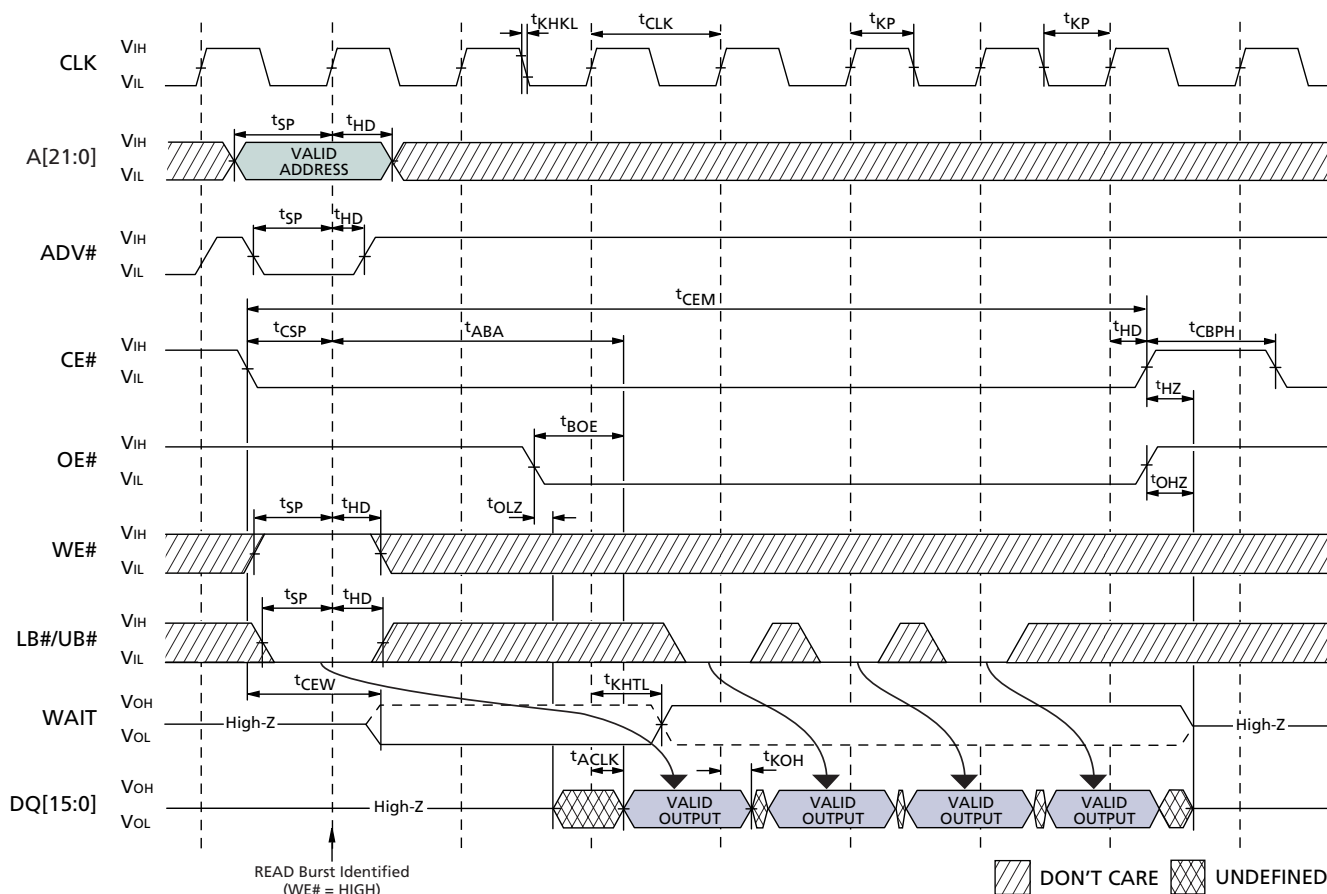 tKHKL tCLK tKP tKP
CLK VIH
VIL
tSP tHD
A[21:0] VIH
VIL
VALID
ADDRESS
tSP tHD
ADV# VIH
VIL
tCEM
tCSP tABA tHD tCBPH
CE# VIH
VIL
tHZ
tBOE
OE# VIH
VIL
tOHZ
tSP tHD tOLZ
WE# VIH
VIL
tSP tHD
LB#/UB# VIH
VIL
tCEW tKHTL
WAIT VOH
VOL
High-Z High-Z
tACLK tKOH
DQ[15:0] VOH
VOL
High-Z
VALID
OUTPUT
VALID
OUTPUT
VALID
OUTPUT
VALID
OUTPUT
READ Burst Identified
(WE# = HIGH)
DON'T CARE UNDEFINED